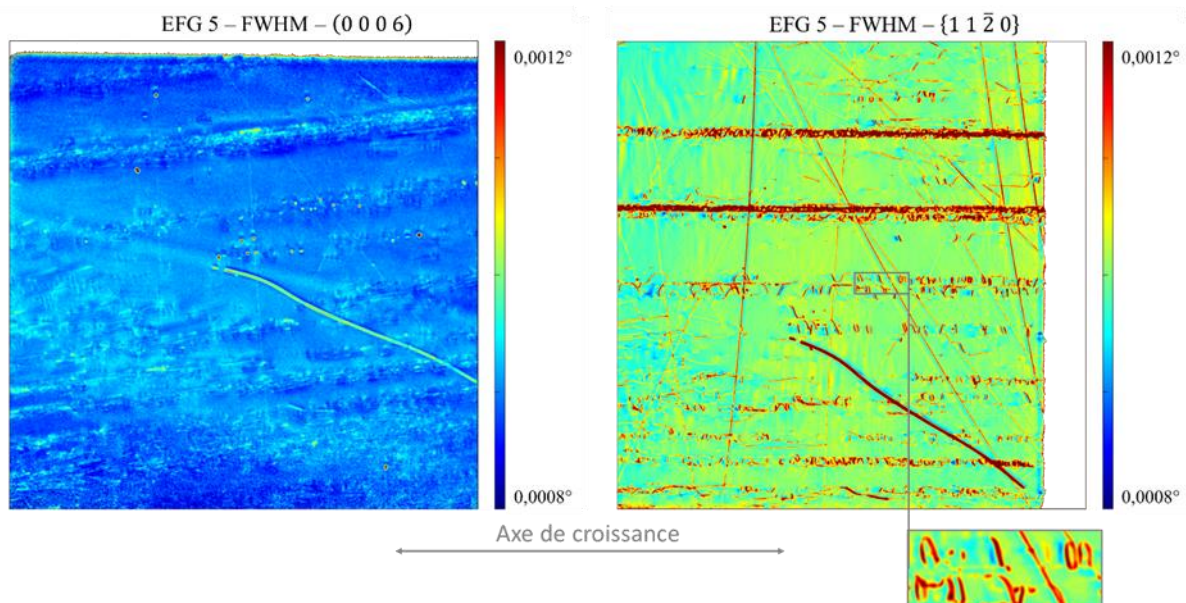 EFG 5 – FWHM – (0 0 0 6)
EFG 5 – FWHM – {1 1 2̄ 0}
0,0012°
0,0008°
0,0012°
0,0008°
Axe de croissance